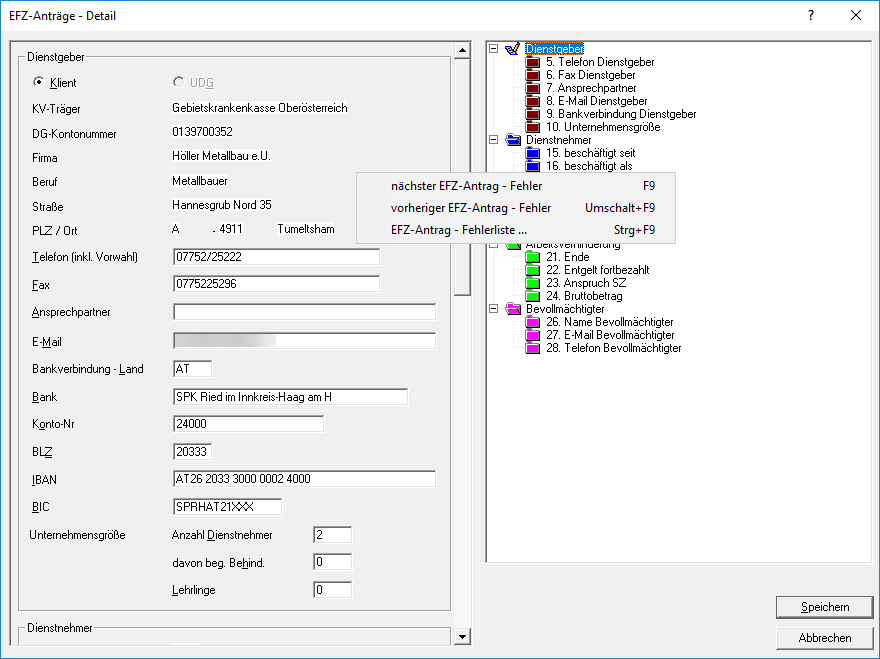 EFZ-Anträge - Detail
?
Dienstgeber
Klient
UDG
KV-Träger
Gebietskrankenkasse Oberösterreich
DG-Kontonummer
0139700352
Firma
Höller Metallbau e.U.
Beruf
Metallbauer
Straße
Hannesgrub Nord 35
PLZ / Ort
A - 4911 Tumeltsham
Telefon (inkl. Vorwahl)
07752/25222
Fax
0775225296
Ansprechpartner
E-Mail
Bankverbindung - Land
AT
Bank
SPK Ried im Innkreis-Haag am H
Konto-Nr
24000
BLZ
20333
IBAN
AT26 2033 3000 0002 4000
BIC
SPRHAT21XXX
Unternehmensgröße
Anzahl Dienstnehmer
2
davon beg. Behind.
0
Lehrlinge
0
Dienstnehmer
Dienstgeber
5. Telefon Dienstgeber
6. Fax Dienstgeber
7. Ansprechpartner
8. E-Mail Dienstgeber
9. Bankverbindung Dienstgeber
10. Unternehmensgröße
Dienstnehmer
15. beschäftigt seit
16. beschäftigt als
nächster EFZ-Antrag - Fehler F9
vorheriger EFZ-Antrag - Fehler Umschalt+F9
EFZ-Antrag - Fehlerliste ... Strg+F9
Arbeitsverhinderung
21. Ende
22. Entgelt fortbezahlt
23. Anspruch SZ
24. Bruttobetrag
Bevollmächtigter
26. Name Bevollmächtigter
27. E-Mail Bevollmächtigter
28. Telefon Bevollmächtigter
Speichern
Abbrechen